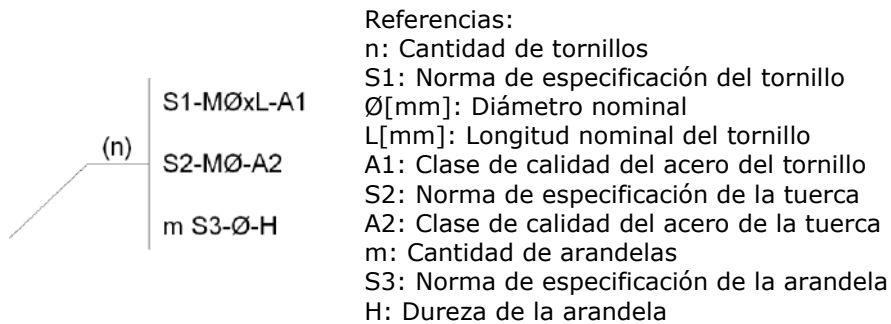 S1-MØxL-A1
(n)
S2-MØ-A2
m S3-Ø-H
Referencias:
n: Cantidad de tornillos
S1: Norma de especificación del tornillo
Ø[mm]: Diámetro nominal
L[mm]: Longitud nominal del tornillo
A1: Clase de calidad del acero del tornillo
S2: Norma de especificación de la tuerca
A2: Clase de calidad del acero de la tuerca
m: Cantidad de arandelas
S3: Norma de especificación de la arandela
H: Dureza de la arandela